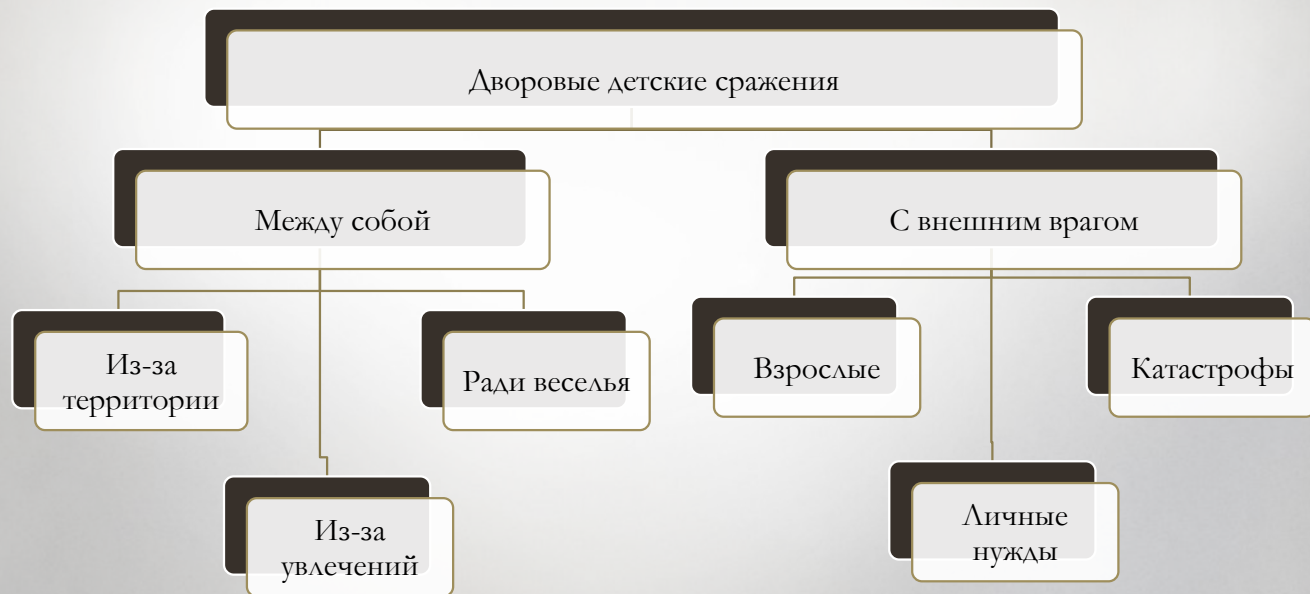 Дворовые детские сражения
Между собой
С внешним врагом
Из-за
территории
Ради веселья
Взрослые
Катастрофы
Из-за
увлечений
Личные
нужды